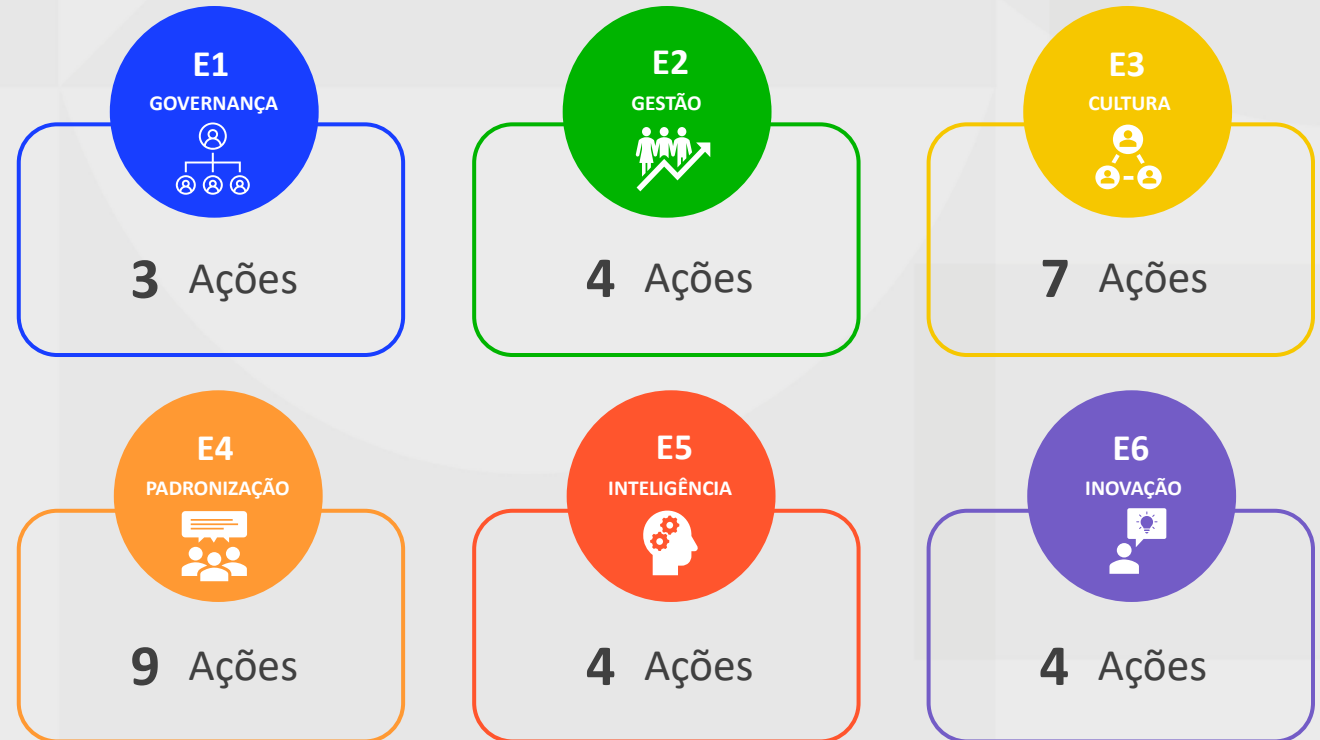 E1
GOVERNANÇA
3 Ações
E2
GESTÃO
4 Ações
E3
CULTURA
7 Ações
E4
PADRONIZAÇÃO
9 Ações
E5
INTELIGÊNCIA
4 Ações
E6
INOVAÇÃO
4 Ações